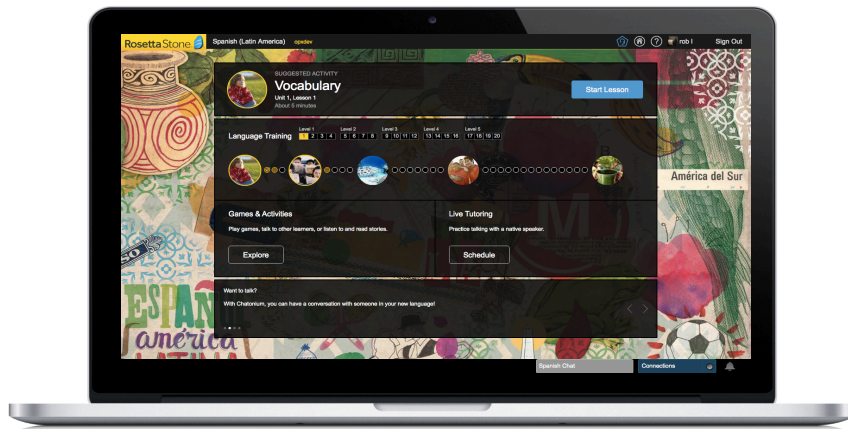 RosettaStone Spanish (Latin America) opxdev rob l Sign Out
SUGGESTED ACTIVITY
Vocabulary
Unit 1, Lesson 1
About 5 minutes
Start Lesson
Language Training
Level 1 Level 2 Level 3 Level 4 Level 5
1 2 3 4 5 6 7 8 9 10 11 12 13 14 15 16 17 18 19 20
América del Sur
Games & Activities
Play games, talk to other learners, or listen to and read stories.
Explore
Live Tutoring
Practice talking with a native speaker.
Schedule
M
50
Want to talk?
With Chatonium, you can have a conversation with someone in your new language!
ESPAÑ
américa
LATINA
Spanish Chat
Connections